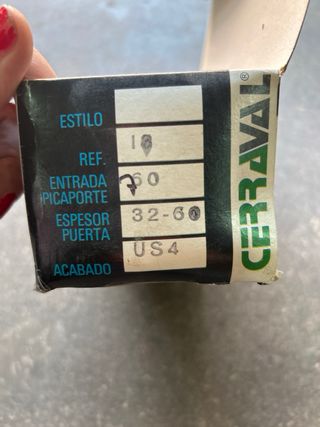 ESTILO
REF. 18
ENTRADA 60
PICAPORTE
ESPESOR 32-60
PUERTA
ACABADO US4
CERRAVAL®